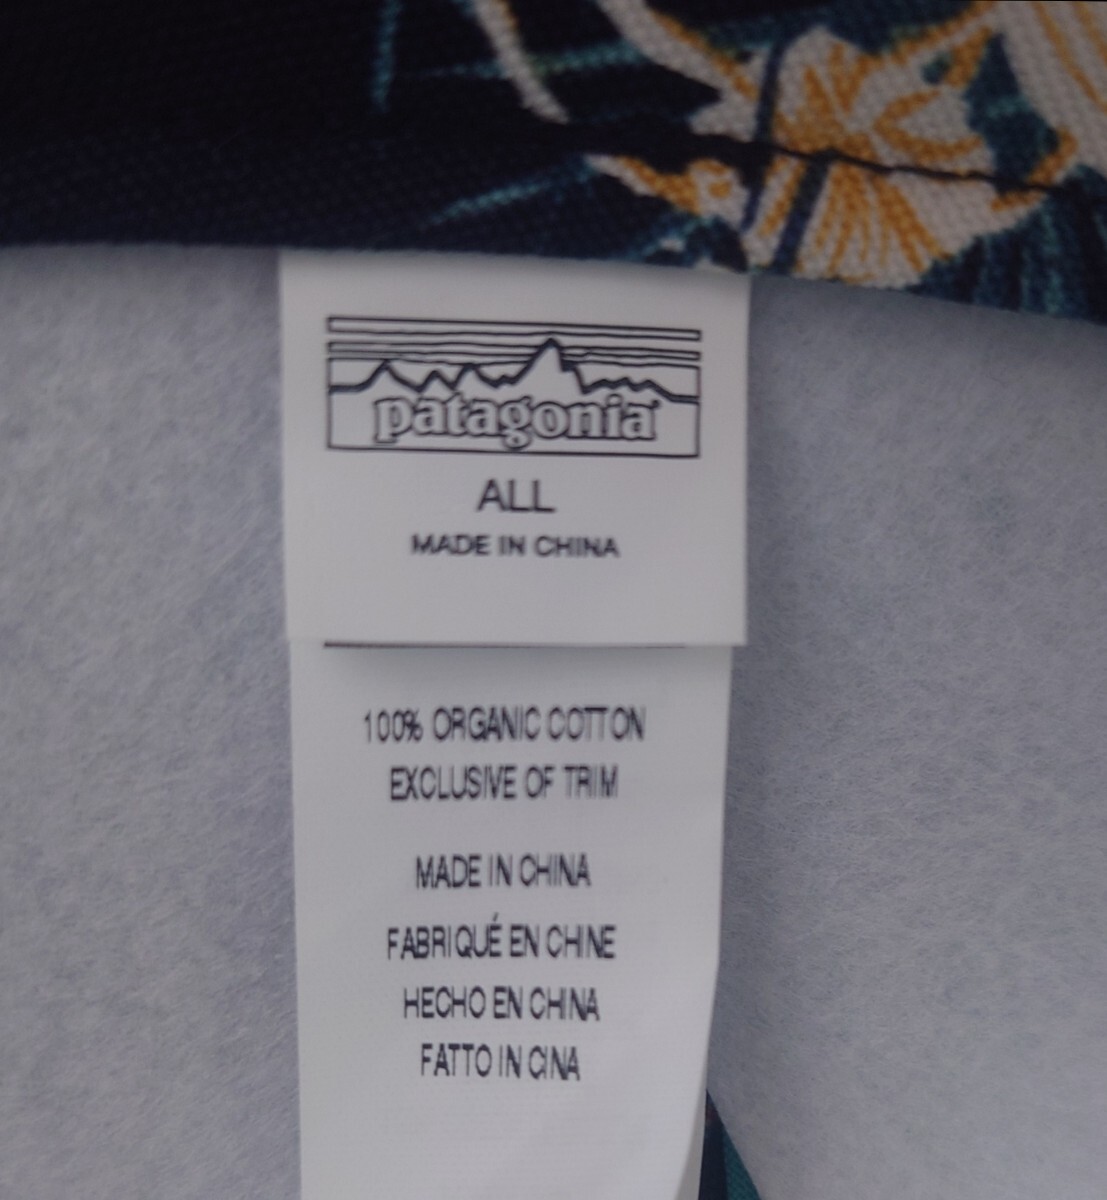 patagonia
ALL
MADE IN CHINA
100% ORGANIC COTTON
EXCLUSIVE OF TRIM
MADE IN CHINA
FABRIQUÉ EN CHINE
HECHO EN CHINA
FATTO IN CINA